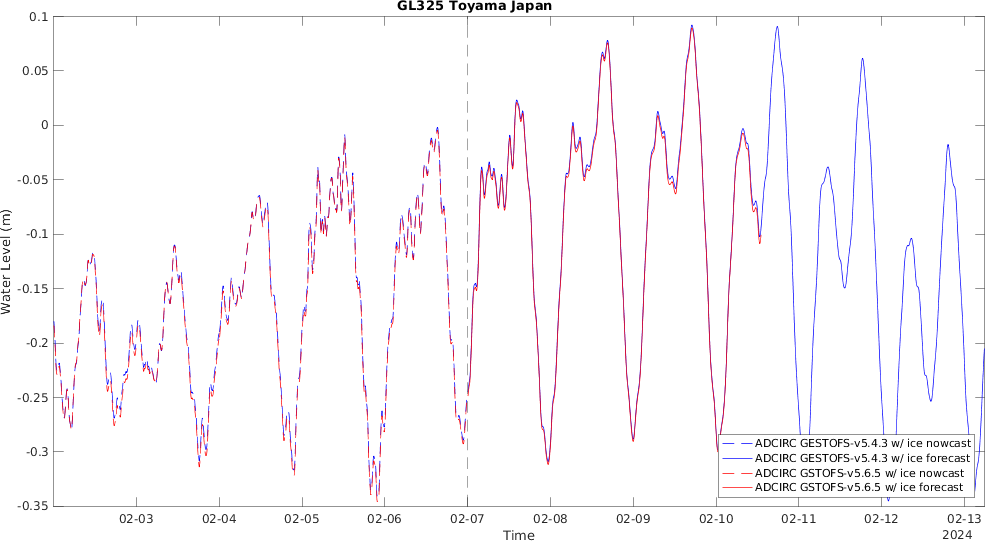 GL325 Toyama Japan
0.1
0.05
0
-0.05
-0.1
-0.15
-0.2
-0.25
-0.3
-0.35
Water Level (m)
ADCIRC GESTOFS-v5.4.3 w/ ice nowcast
ADCIRC GESTOFS-v5.4.3 w/ ice forecast
ADCIRC GSTOFS-v5.6.5 w/ ice nowcast
ADCIRC GSTOFS-v5.6.5 w/ ice forecast
02-03 02-04 02-05 02-06 02-07 02-08 02-09 02-10 02-11 02-12 02-13
Time
2024